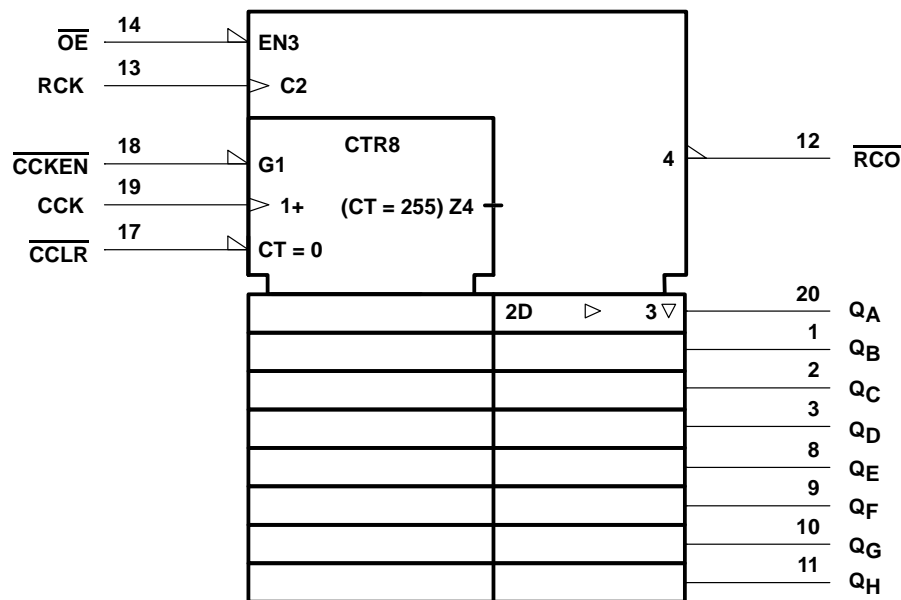 OE 14 EN3
RCK 13 C2
CTR8
CCKEN 18 G1
CCK 19 1+ (CT = 255) Z4
CCLR 17 CT = 0
4 12 RCO
2D 3 20 QA
1 QB
2 QC
3 QD
8 QE
9 QF
10 QG
11 QH